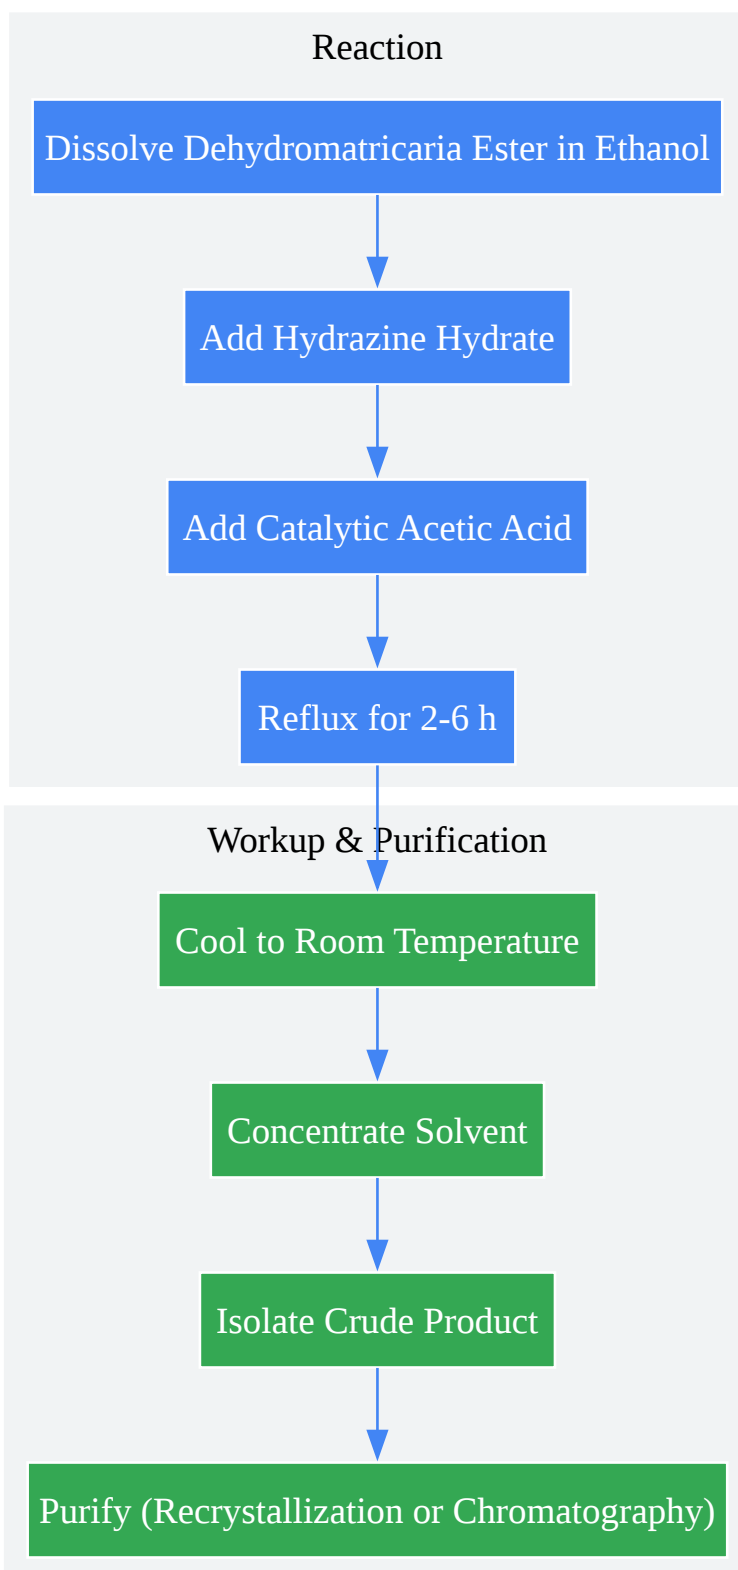 Reaction
Dissolve Dehydromatricaria Ester in Ethanol
Add Hydrazine Hydrate
Add Catalytic Acetic Acid
Reflux for 2-6 h
Workup & Purification
Cool to Room Temperature
Concentrate Solvent
Isolate Crude Product
Purify (Recrystallization or Chromatography)